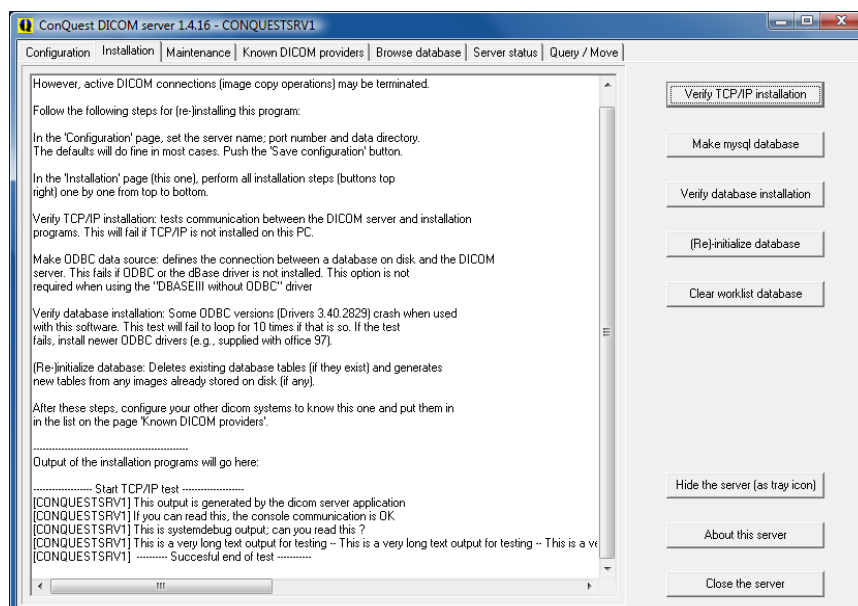 ConQuest DICOM server 1.4.16 - CONQUESTSRV1
Configuration Installation Maintenance Known DICOM providers Browse database Server status Query / Move
However, active DICOM connections (image copy operations) may be terminated.
Follow the following steps for (re-)installing this program:
In the 'Configuration' page, set the server name; port number and data directory.
The defaults will do fine in most cases. Push the 'Save configuration' button.
In the 'Installation' page (this one), perform all installation steps (buttons top
right) one by one from top to bottom.
Verify TCP/IP installation: tests communication between the DICOM server and installation
programs. This will fail if TCP/IP is not installed on this PC.
Make ODBC data source: defines the connection between a database on disk and the DICOM
server. This fails if ODBC or the dBase driver is not installed. This option is not
required when using the "DBASEIII without ODBC" driver
Verify database installation: Some ODBC versions (Drivers 3.40.2829) crash when used
with this software. This test will fail to loop for 10 times if that is so. If the test
fails, install newer ODBC drivers (e.g., supplied with office 97).
(Re-)initialize database: Deletes existing database tables (if they exist) and generates
new tables from any images already stored on disk (if any).
After these steps, configure your other dicom systems to know this one and put them in
in the list on the page 'Known DICOM providers'.
----------------------------------------------------
Output of the installation programs will go here:
------------------- Start TCP/IP test --------------------
[CONQUESTSRV1] This output is generated by the dicom server application
[CONQUESTSRV1] If you can read this, the console communication is OK
[CONQUESTSRV1] This is systemdebug output; can you read this ?
[CONQUESTSRV1] This is a very long text output for testing -- This is a very long text output for testing -- This is a ve
[CONQUESTSRV1] ---------- Succesful end of test -----------
Verify TCP/IP installation
Make mysql database
Verify database installation
(Re)-initialize database
Clear worklist database
Hide the server (as tray icon)
About this server
Close the server